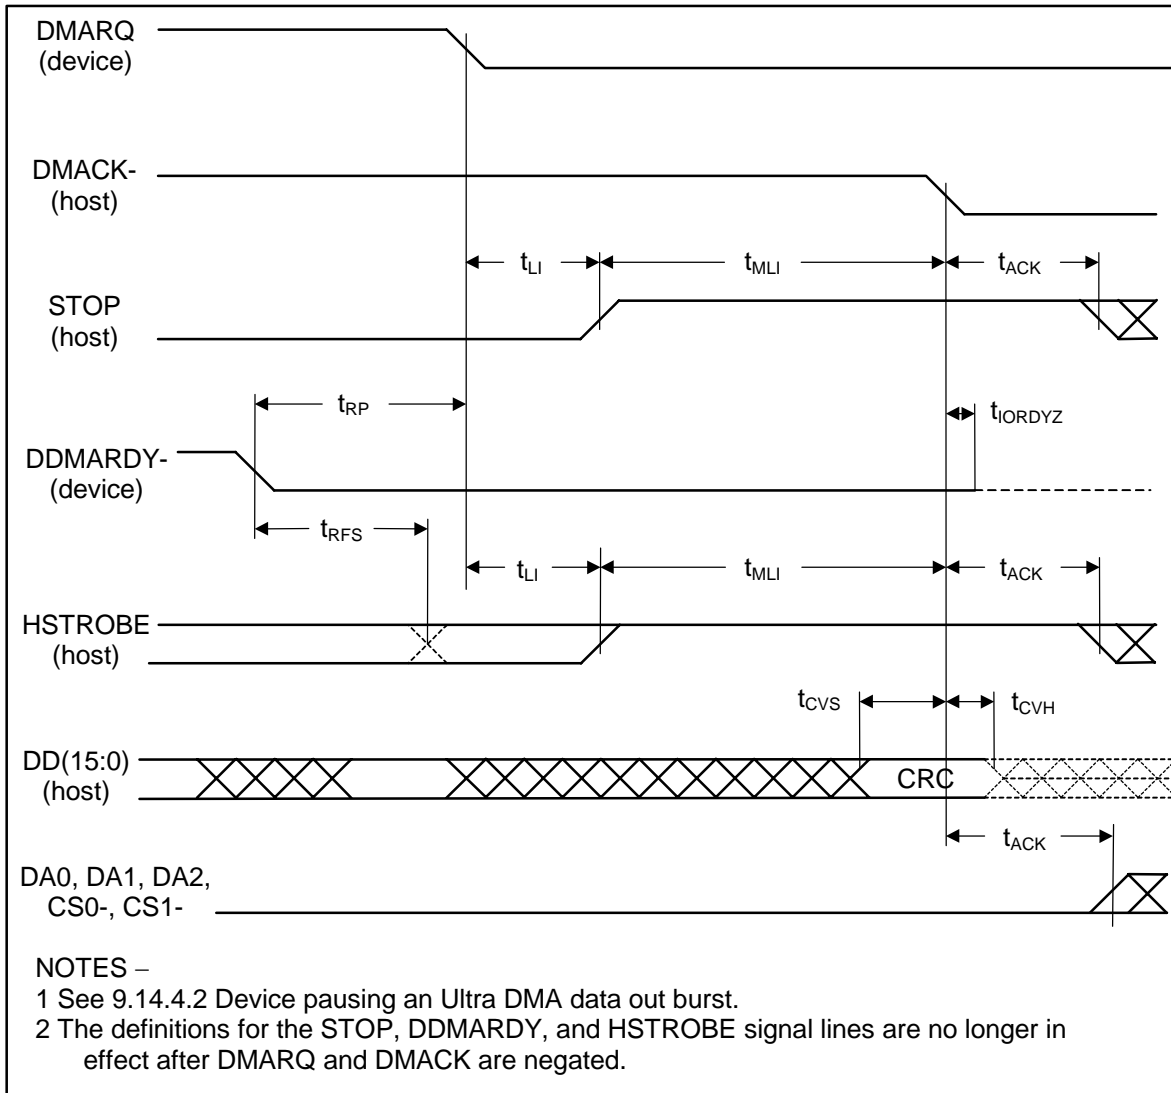 DMARQ
(device)
DMACK-
(host)
tLI
tMLI
tACK
STOP
(host)
tRP
tIORDYZ
DDMARDY-
(device)
tRFS
tLI
tMLI
tACK
HSTROBE
(host)
tCVS
tCVH
DD(15:0)
(host)
CRC
tACK
DA0, DA1, DA2,
CS0-, CS1-
NOTES –
1 See 9.14.4.2 Device pausing an Ultra DMA data out burst.
2 The definitions for the STOP, DDMARDY, and HSTROBE signal lines are no longer in
effect after DMARQ and DMACK are negated.